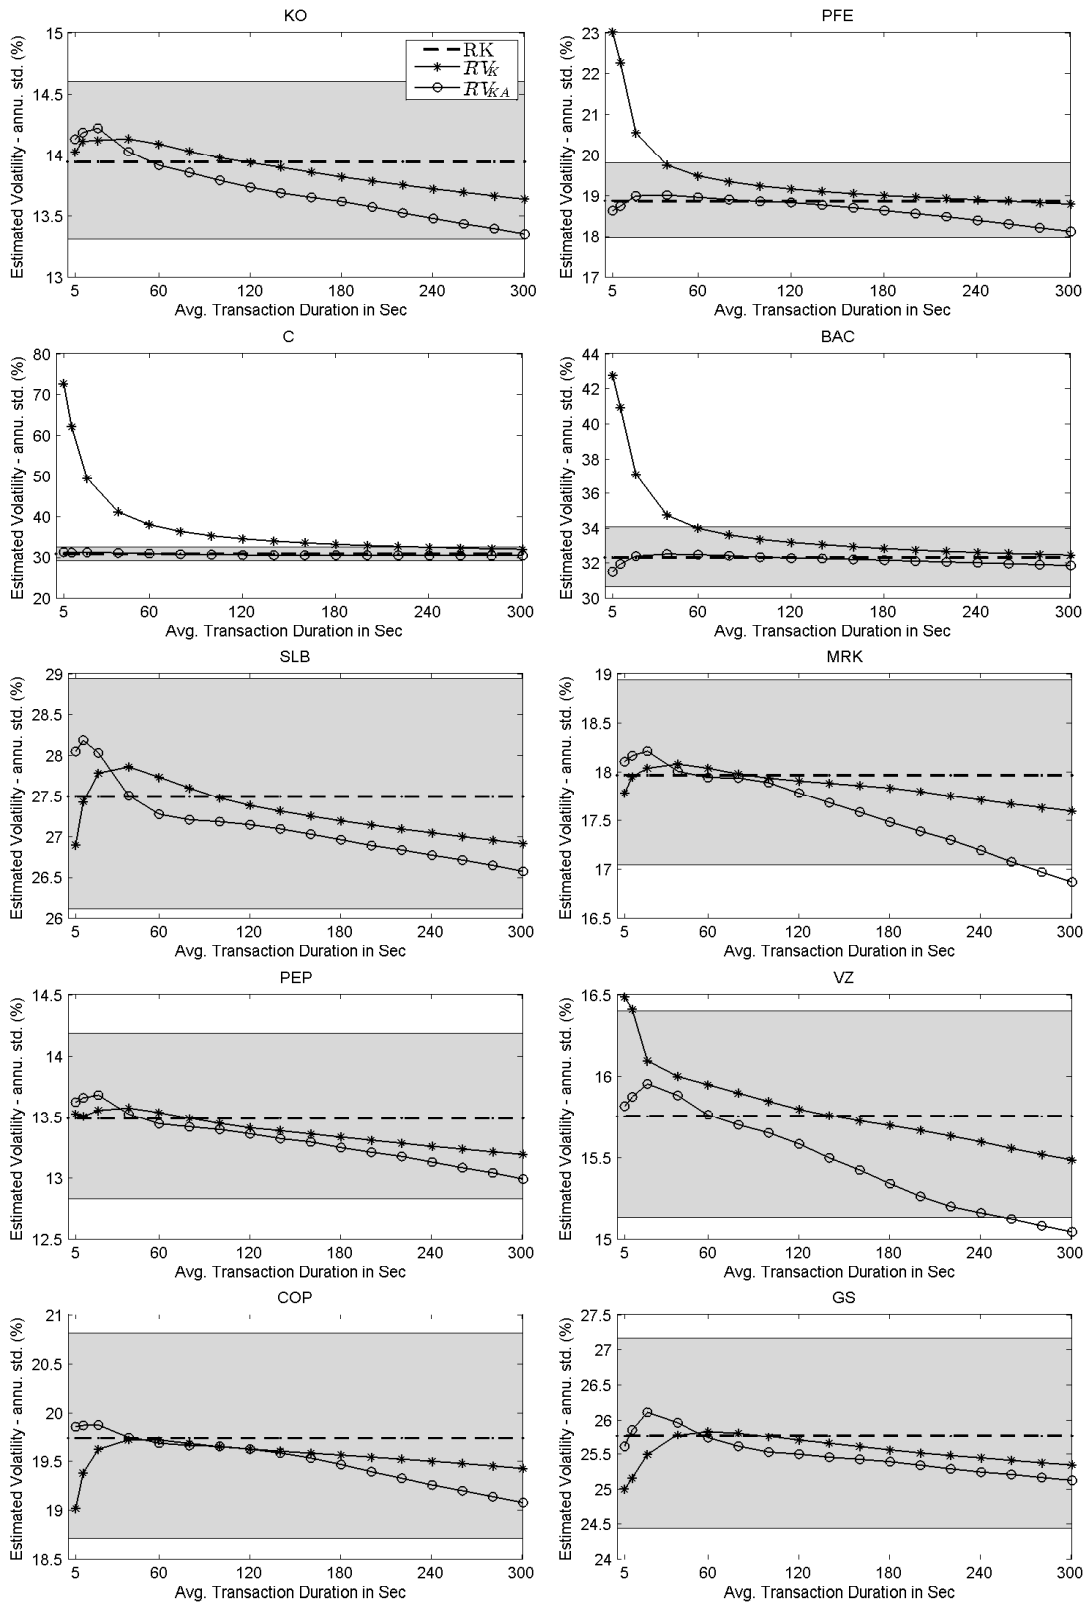 KO
15
14.5
14
13.5
13
Estimated Volatility - annu. std. (%)
RK
RV_K
RV_KA
5 60 120 180 240 300
Avg. Transaction Duration in Sec
PFE
23
22
21
20
19
18
17
Estimated Volatility - annu. std. (%)
5 60 120 180 240 300
Avg. Transaction Duration in Sec
C
80
70
60
50
40
30
20
Estimated Volatility - annu. std. (%)
5 60 120 180 240 300
Avg. Transaction Duration in Sec
BAC
44
42
40
38
36
34
32
30
Estimated Volatility - annu. std. (%)
5 60 120 180 240 300
Avg. Transaction Duration in Sec
SLB
29
28.5
28
27.5
27
26.5
26
Estimated Volatility - annu. std. (%)
5 60 120 180 240 300
Avg. Transaction Duration in Sec
MRK
19
18.5
18
17.5
17
16.5
Estimated Volatility - annu. std. (%)
5 60 120 180 240 300
Avg. Transaction Duration in Sec
PEP
14.5
14
13.5
13
12.5
Estimated Volatility - annu. std. (%)
5 60 120 180 240 300
Avg. Transaction Duration in Sec
VZ
16.5
16
15.5
15
Estimated Volatility - annu. std. (%)
5 60 120 180 240 300
Avg. Transaction Duration in Sec
COP
21
20.5
20
19.5
19
18.5
Estimated Volatility - annu. std. (%)
5 60 120 180 240 300
Avg. Transaction Duration in Sec
GS
27.5
27
26.5
26
25.5
25
24.5
24
Estimated Volatility - annu. std. (%)
5 60 120 180 240 300
Avg. Transaction Duration in Sec